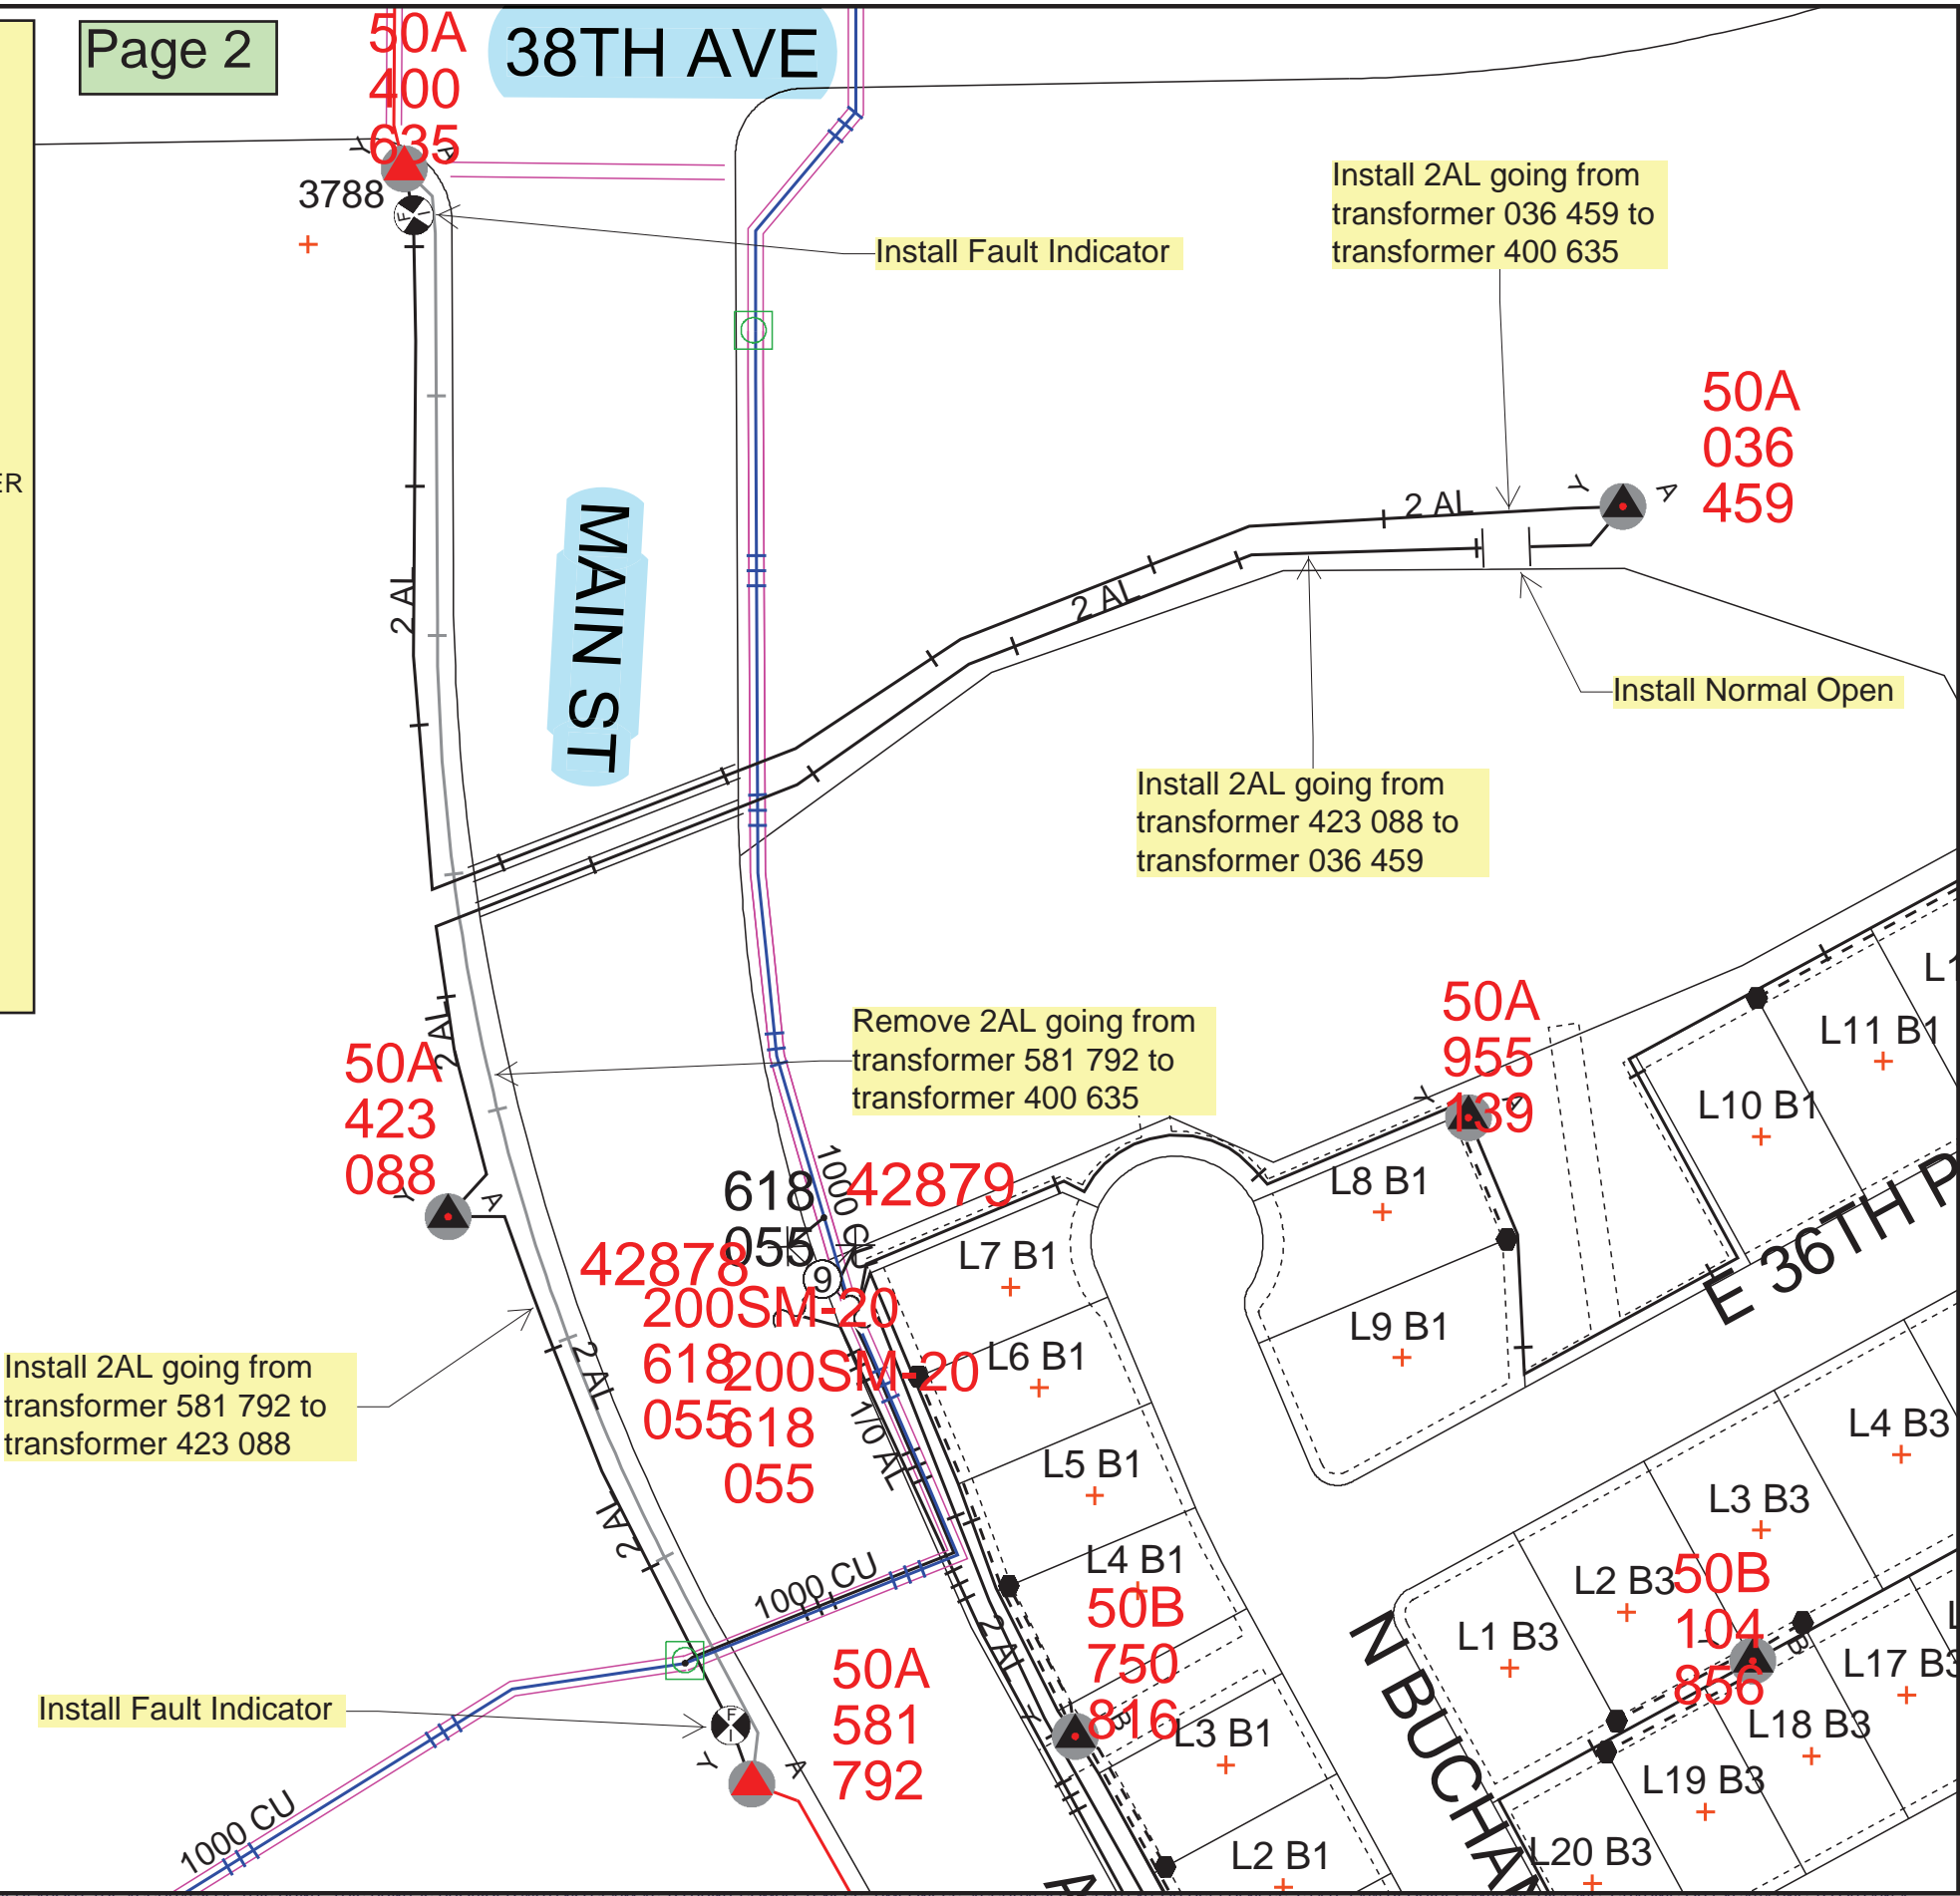 Page 2
50A
400
635
38TH AVE
Y
A
3788
F
I
Install Fault Indicator
Install 2AL going from
transformer 036 459 to
transformer 400 635
ER
50A
036
459
Y
A
2 AL
2 AL
2 AL
MAIN ST
Install Normal Open
Install 2AL going from
transformer 423 088 to
transformer 036 459
Remove 2AL going from
transformer 581 792 to
transformer 400 635
2 AL
50A
423
088
Y
A
50A
955
139
Y
A
L11 B1
L10 B1
L8 B1
L9 B1
L7 B1
L6 B1
L5 B1
L4 B1
L3 B1
L2 B1
E 36TH P
1000 CU
618
055
42879
42878
9
200SM-20
618
055
200SM-20
618
055
1/0 AL
Install 2AL going from
transformer 581 792 to
transformer 423 088
2 AL
2 AL
1000 CU
2 AL
50B
750
816
Y
B
L4 B3
L3 B3
L2 B3
L1 B3
50B
104
856
Y
B
L17 B3
L18 B3
L19 B3
L20 B3
N BUCHAN
Install Fault Indicator
F
I
50A
581
792
Y
A
1000 CU